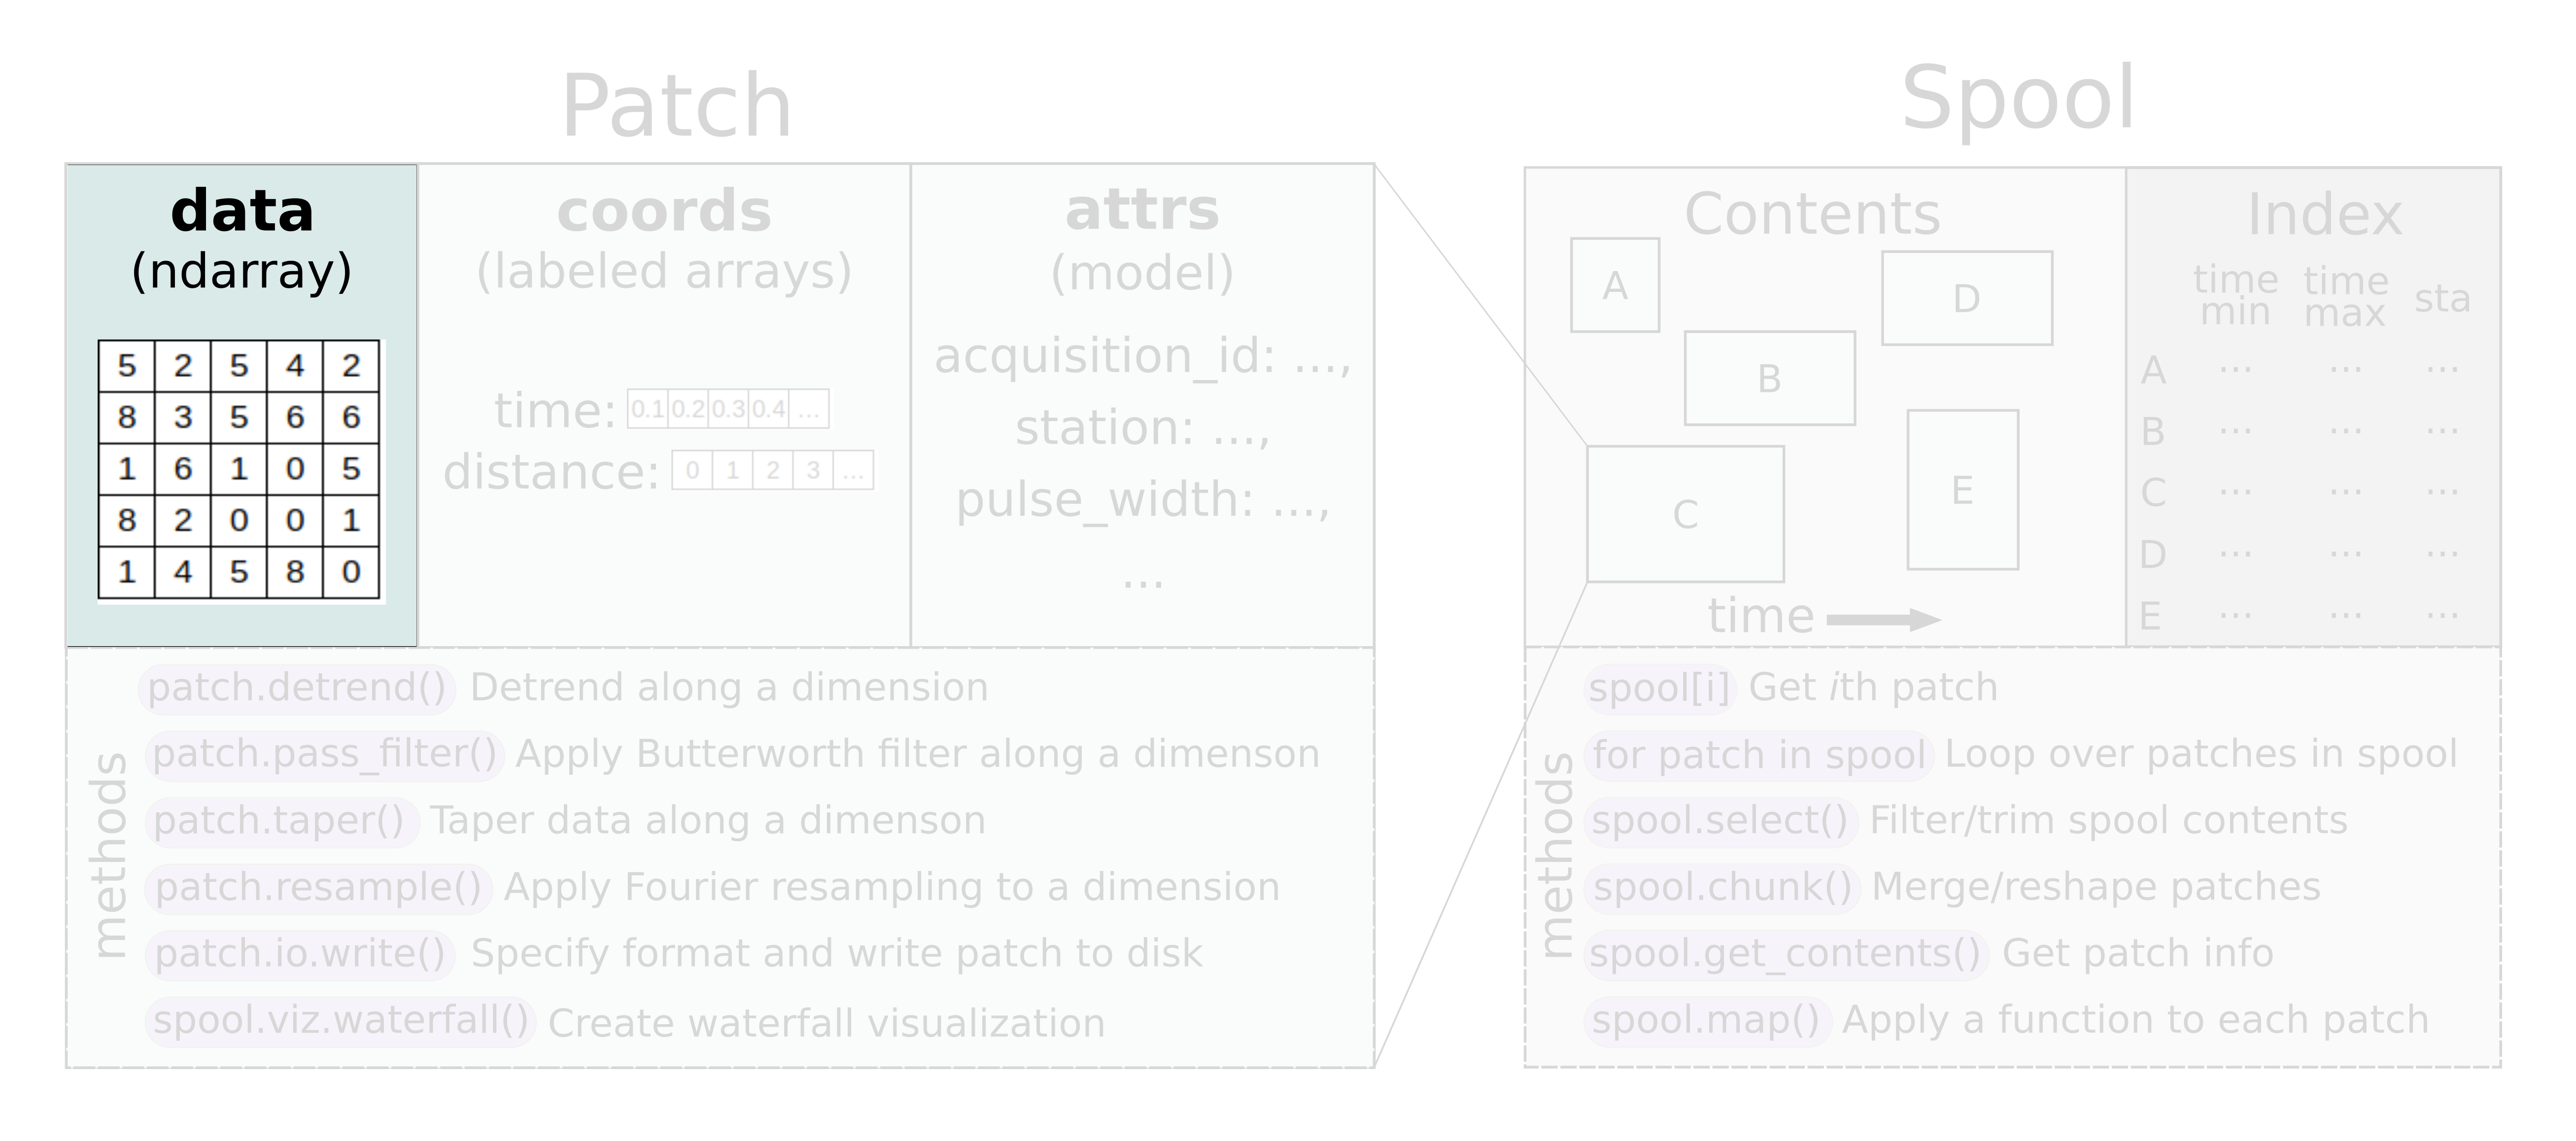 Patch
data
(ndarray)
5 2 5 4 2
8 3 5 6 6
1 6 1 0 5
8 2 0 0 1
1 4 5 8 0
coords
(labeled arrays)
time: 0.1 0.2 0.3 0.4 ...
distance: 0 1 2 3 ...
attrs
(model)
acquisition_id: ...,
station: ...,
pulse_width: ...,
...
methods
patch.detrend() Detrend along a dimension
patch.pass_filter() Apply Butterworth filter along a dimenson
patch.taper() Taper data along a dimenson
patch.resample() Apply Fourier resampling to a dimension
patch.io.write() Specify format and write patch to disk
spool.viz.waterfall() Create waterfall visualization
Spool
Contents
A
D
B
E
C
time
Index
time min time max sta
A ... ... ...
B ... ... ...
C ... ... ...
D ... ... ...
E ... ... ...
methods
spool[i] Get ith patch
for patch in spool Loop over patches in spool
spool.select() Filter/trim spool contents
spool.chunk() Merge/reshape patches
spool.get_contents() Get patch info
spool.map() Apply a function to each patch